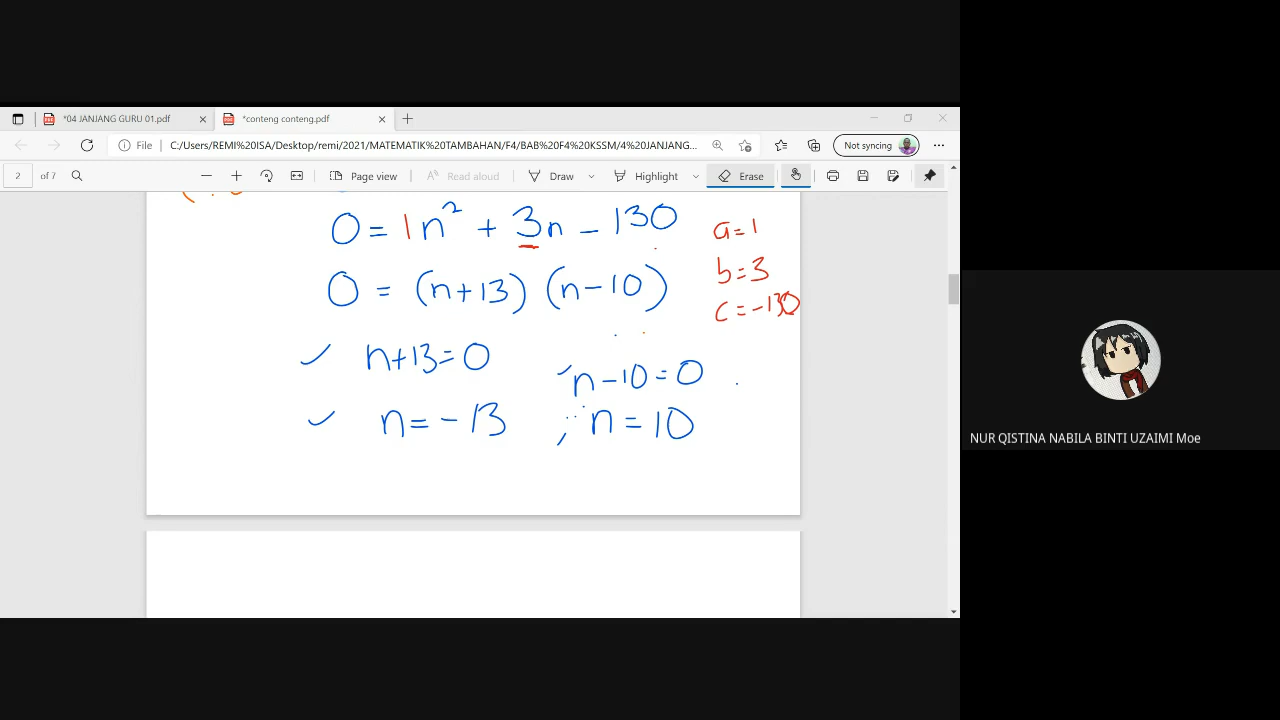 *04 JANJANG GURU 01.pdf
*conteng conteng.pdf
File
C:/Users/REMI%20ISA/Desktop/remi/2021/MATEMATIK%20TAMBAHAN/F4/BAB%20F4%20KSSM/4%20JANJANG...
Not syncing
2 of 7
Page view
Read aloud
Draw
Highlight
Erase
0 = 1n² + 3n - 130
a = 1
0 = (n+13) (n-10)
b = 3
c = -130
✓ n+13 = 0
✓ n-10 = 0
✓ n = -13 ; n = 10
NUR QISTINA NABILA BINTI UZAIMI Moe